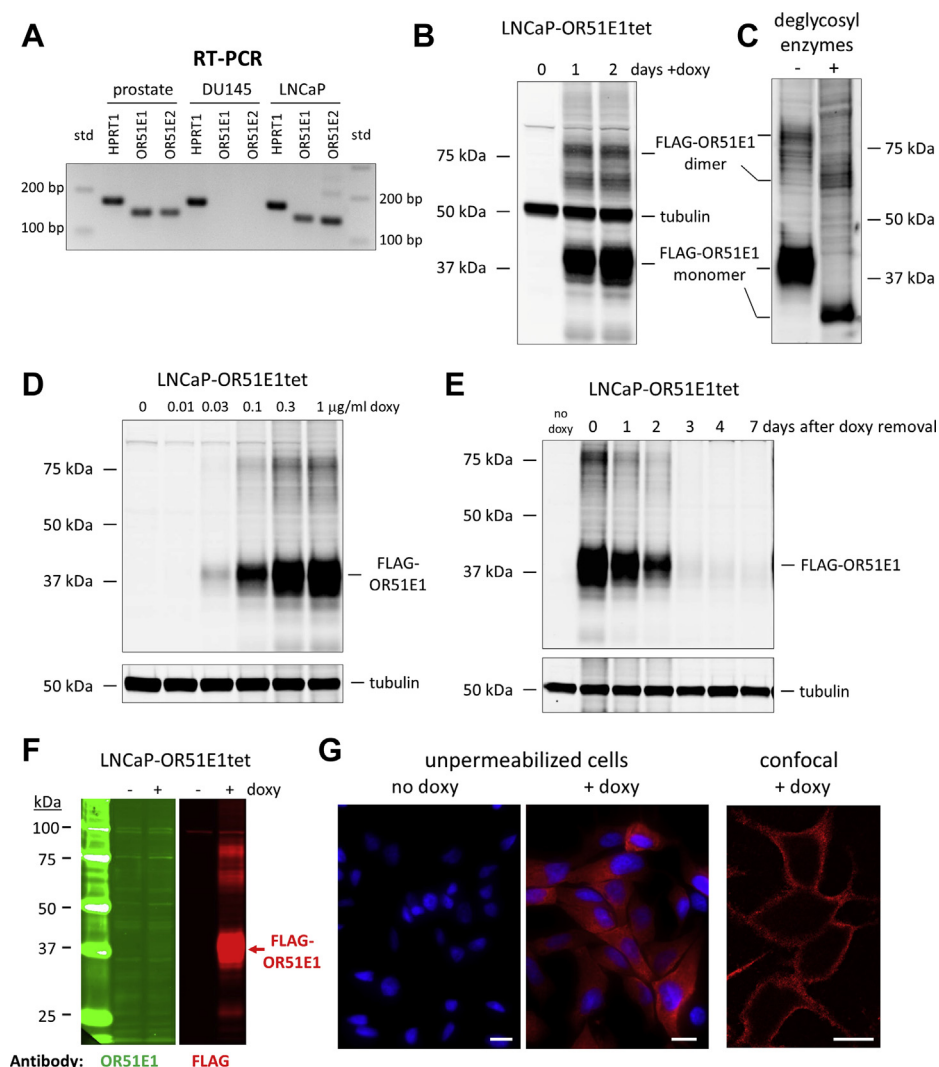 A
RT-PCR
prostate DU145 LNCaP
std HPRT1 OR51E1 OR51E2 HPRT1 OR51E1 OR51E2 HPRT1 OR51E1 OR51E2 std
200 bp
100 bp
200 bp
100 bp
B
LNCaP-OR51E1tet
0 1 2 days +doxy
75 kDa
50 kDa
37 kDa
FLAG-OR51E1
dimer
tubulin
FLAG-OR51E1
monomer
C
deglycosyl
enzymes
- +
75 kDa
50 kDa
37 kDa
D
LNCaP-OR51E1tet
0 0.01 0.03 0.1 0.3 1 μg/ml doxy
75 kDa
50 kDa
37 kDa
FLAG-
OR51E1
50 kDa
tubulin
E
LNCaP-OR51E1tet
no
doxy
0 1 2 3 4 7 days after doxy removal
75 kDa
50 kDa
37 kDa
FLAG-OR51E1
50 kDa
tubulin
F
LNCaP-OR51E1tet
- + - + doxy
kDa
100
75
50
37
25
FLAG-
OR51E1
Antibody: OR51E1 FLAG
G
unpermeabilized cells
no doxy + doxy
confocal
+ doxy